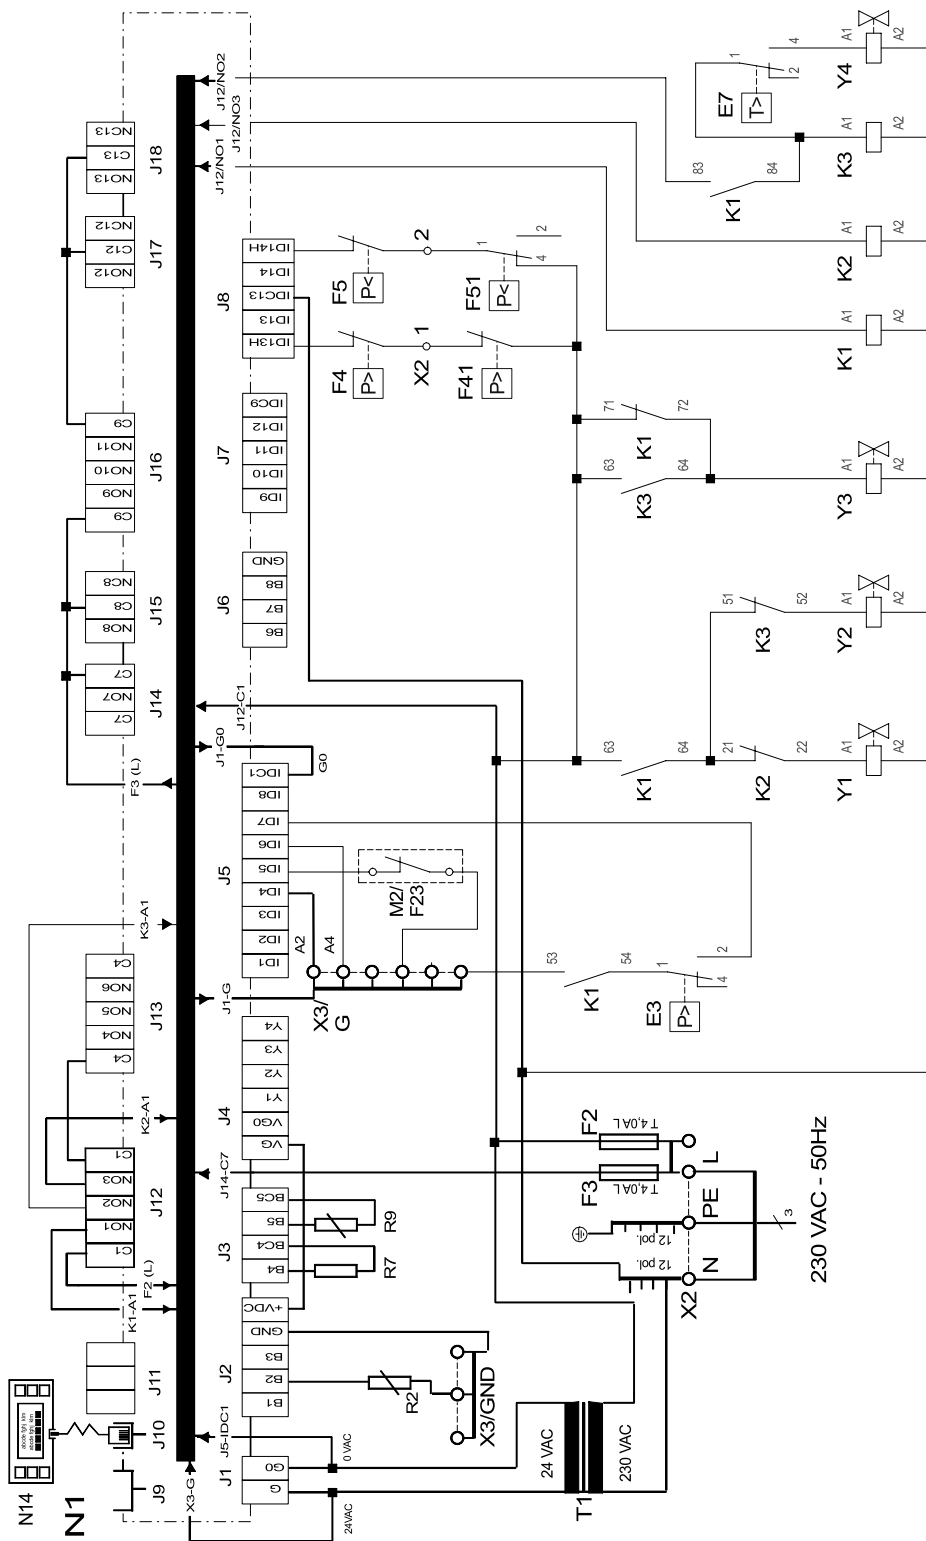 N14
abcde fghj klm
abcde fghj klm
N1
J9
J10
J11
J12
C1
NO1
NO2
NO3
C1
J13
C4
NO4
NO5
NO6
C4
J14
C7
NO7
C7
J15
NO8
C8
NC8
J16
C9
NO9
NO10
NO11
C9
J17
NO12
C12
NC12
J18
NO13
C13
NC13
X3-G
J5-IDC1
K1-A1
F2 (L)
J14-C7
K2-A1
J1-G
K3-A1
F3 (L)
J1-G0
J12-C1
J12/NO1
J12/NO3
J12/NO2
J1
G
G0
J2
B1
B2
B3
GND
+VDC
J3
B4
BC4
B5
BC5
J4
VG
VG0
Y1
Y2
Y3
Y4
J5
ID1
ID2
ID3
ID4
ID5
ID6
ID7
ID8
IDC1
J6
B6
B7
B8
GND
J7
ID9
ID10
ID11
ID12
IDC9
J8
ID13H
ID13
IDC13
ID14
ID14H
24VAC
0 VAC
R2
X3/GND
R7
R9
X3/
G
A2
A4
M2/
F23
G0
24 VAC
230 VAC
T1
X2
N
PE
L
12 pol.
12 pol.
F3
T 4,0A L
F2
T 4,0A L
3
230 VAC - 50Hz
K1
53
54
E3
P>
1
2
4
F4
P>
X2
1
F41
P>
F5
P<
2
F51
P<
1
2
4
K1
63
64
K2
21
22
Y1
A1
A2
K3
51
52
Y2
A1
A2
K3
63
64
K1
71
72
Y3
A1
A2
K1
A1
A2
K2
A1
A2
K1
83
84
K3
A1
A2
E7
T>
1
2
4
Y4
A1
A2